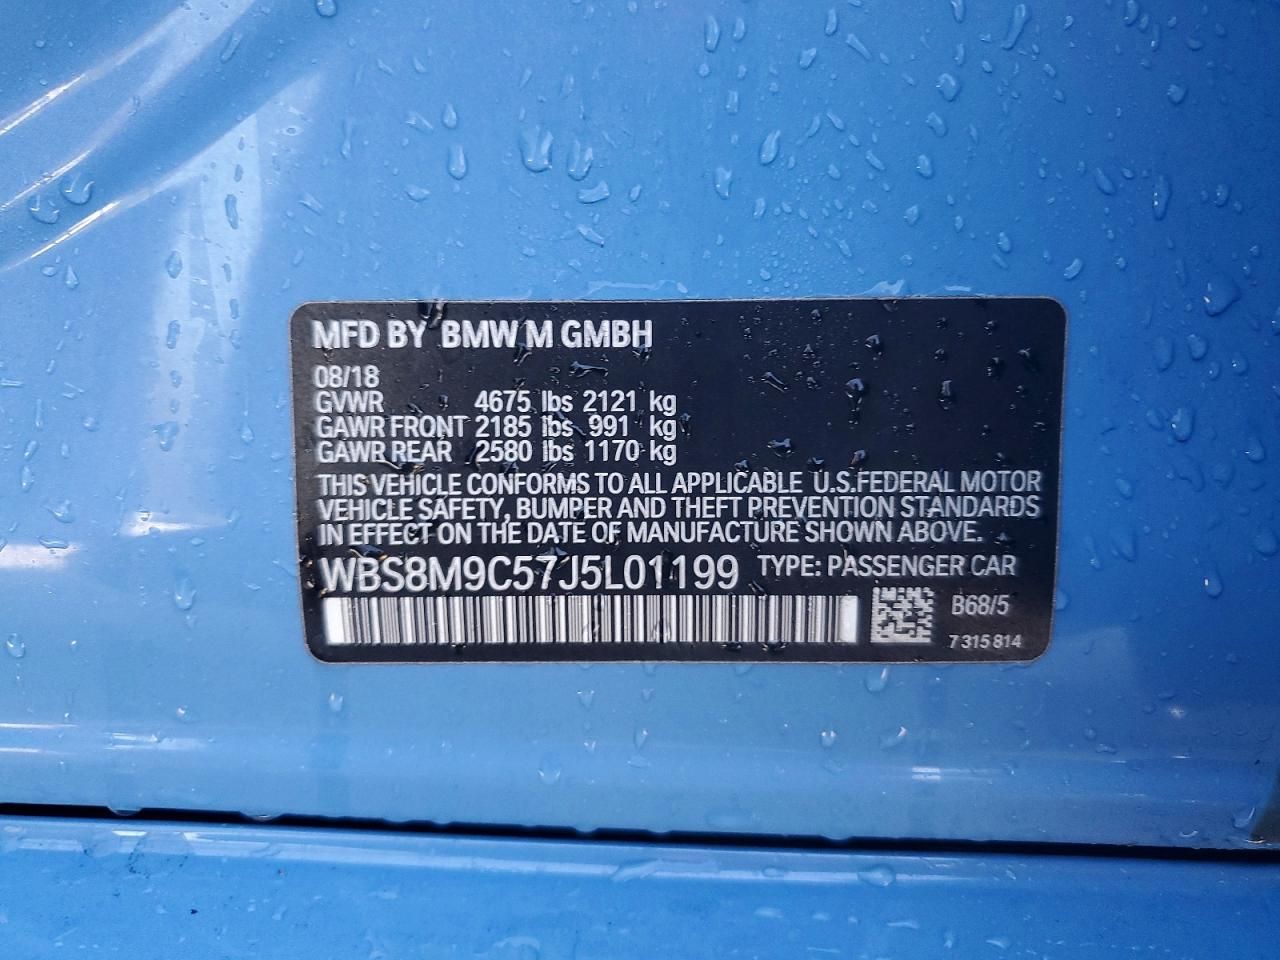 MFD BY BMW M GMBH
08/18
GVWR 4675 lbs 2121 kg
GAWR FRONT 2185 lbs 991 kg
GAWR REAR 2580 lbs 1170 kg
THIS VEHICLE CONFORMS TO ALL APPLICABLE U.S.FEDERAL MOTOR
VEHICLE SAFETY, BUMPER AND THEFT PREVENTION STANDARDS
IN EFFECT ON THE DATE OF MANUFACTURE SHOWN ABOVE.
WBS8M9C57J5L01199 TYPE: PASSENGER CAR
B68/5
7 315 814